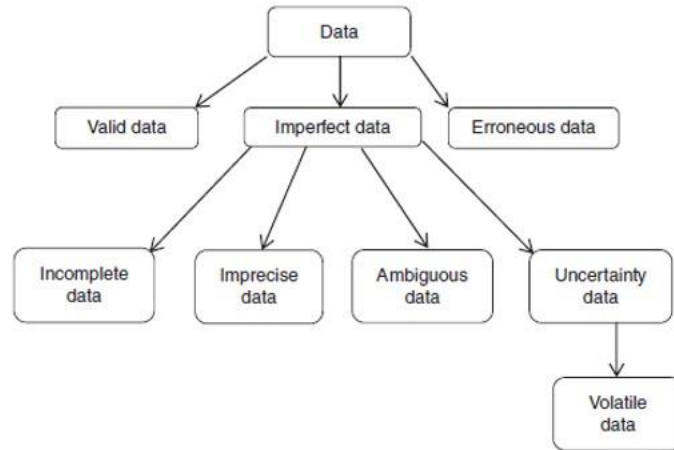 Data
Valid data
Imperfect data
Erroneous data
Incomplete
data
Imprecise
data
Ambiguous
data
Uncertainty
data
Volatile
data